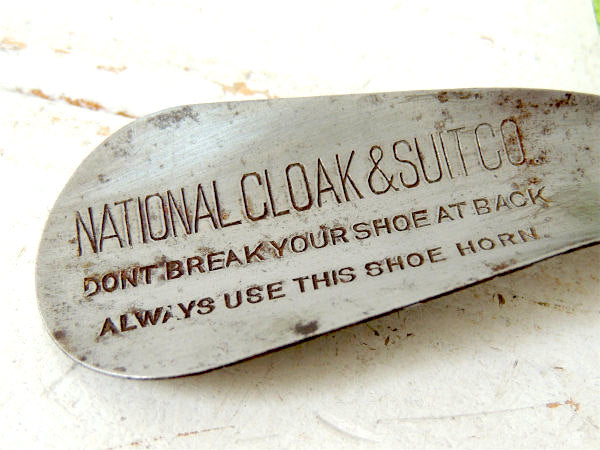 NATIONAL CLOAK & SUIT CO.
DONT BREAK YOUR SHOE AT BACK
ALWAYS USE THIS SHOE HORN.